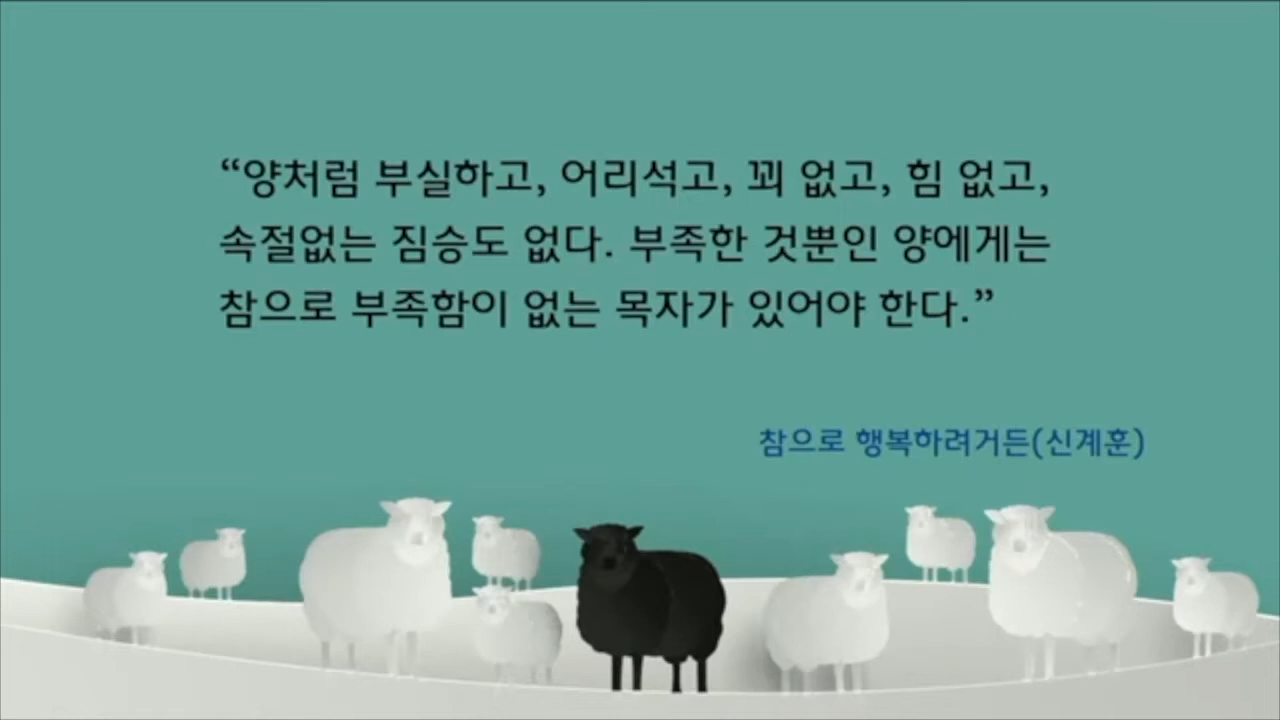 “양처럼 부실하고, 어리석고, 꾀 없고, 힘 없고,
속절없는 짐승도 없다. 부족한 것뿐인 양에게는
참으로 부족함이 없는 목자가 있어야 한다.”
참으로 행복하려거든(신계훈)